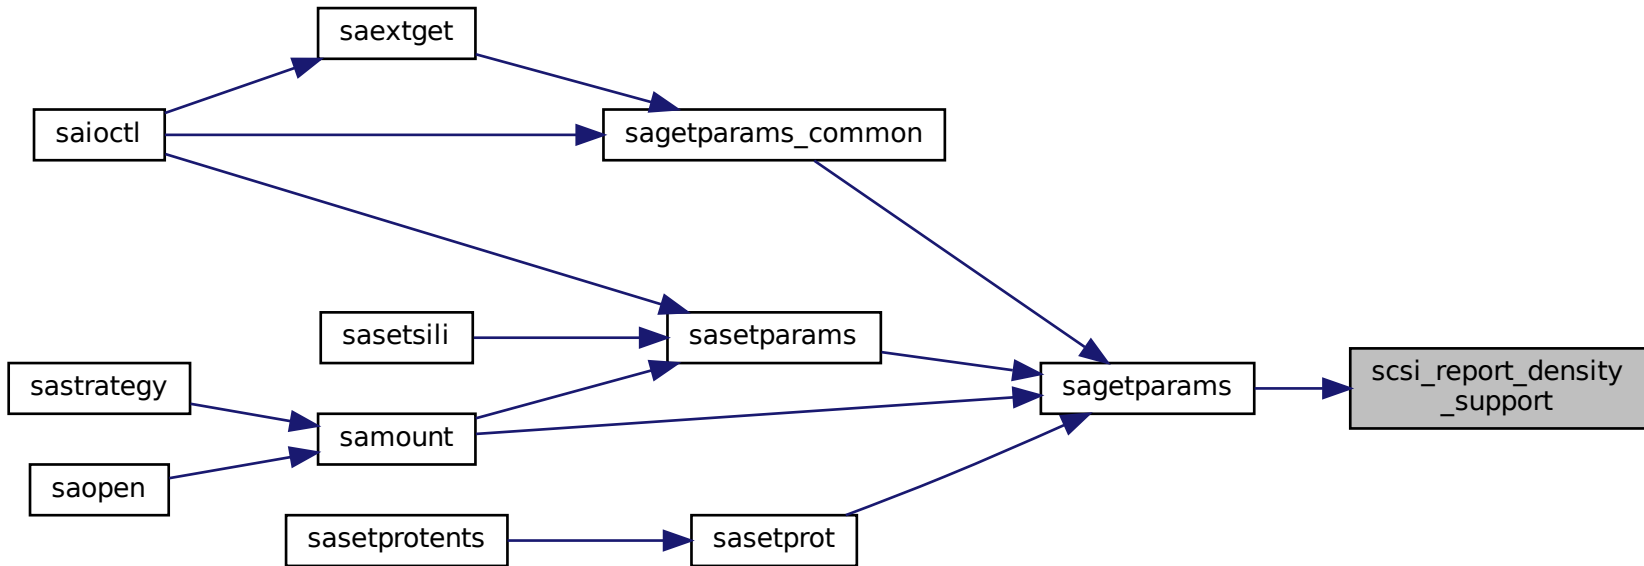 saextget
saioctl
sagetparams_common
sasetsili
sasetparams
scsi_report_density
_support
sastrategy
sagetparams
samount
saopen
sasetprotents
sasetprot